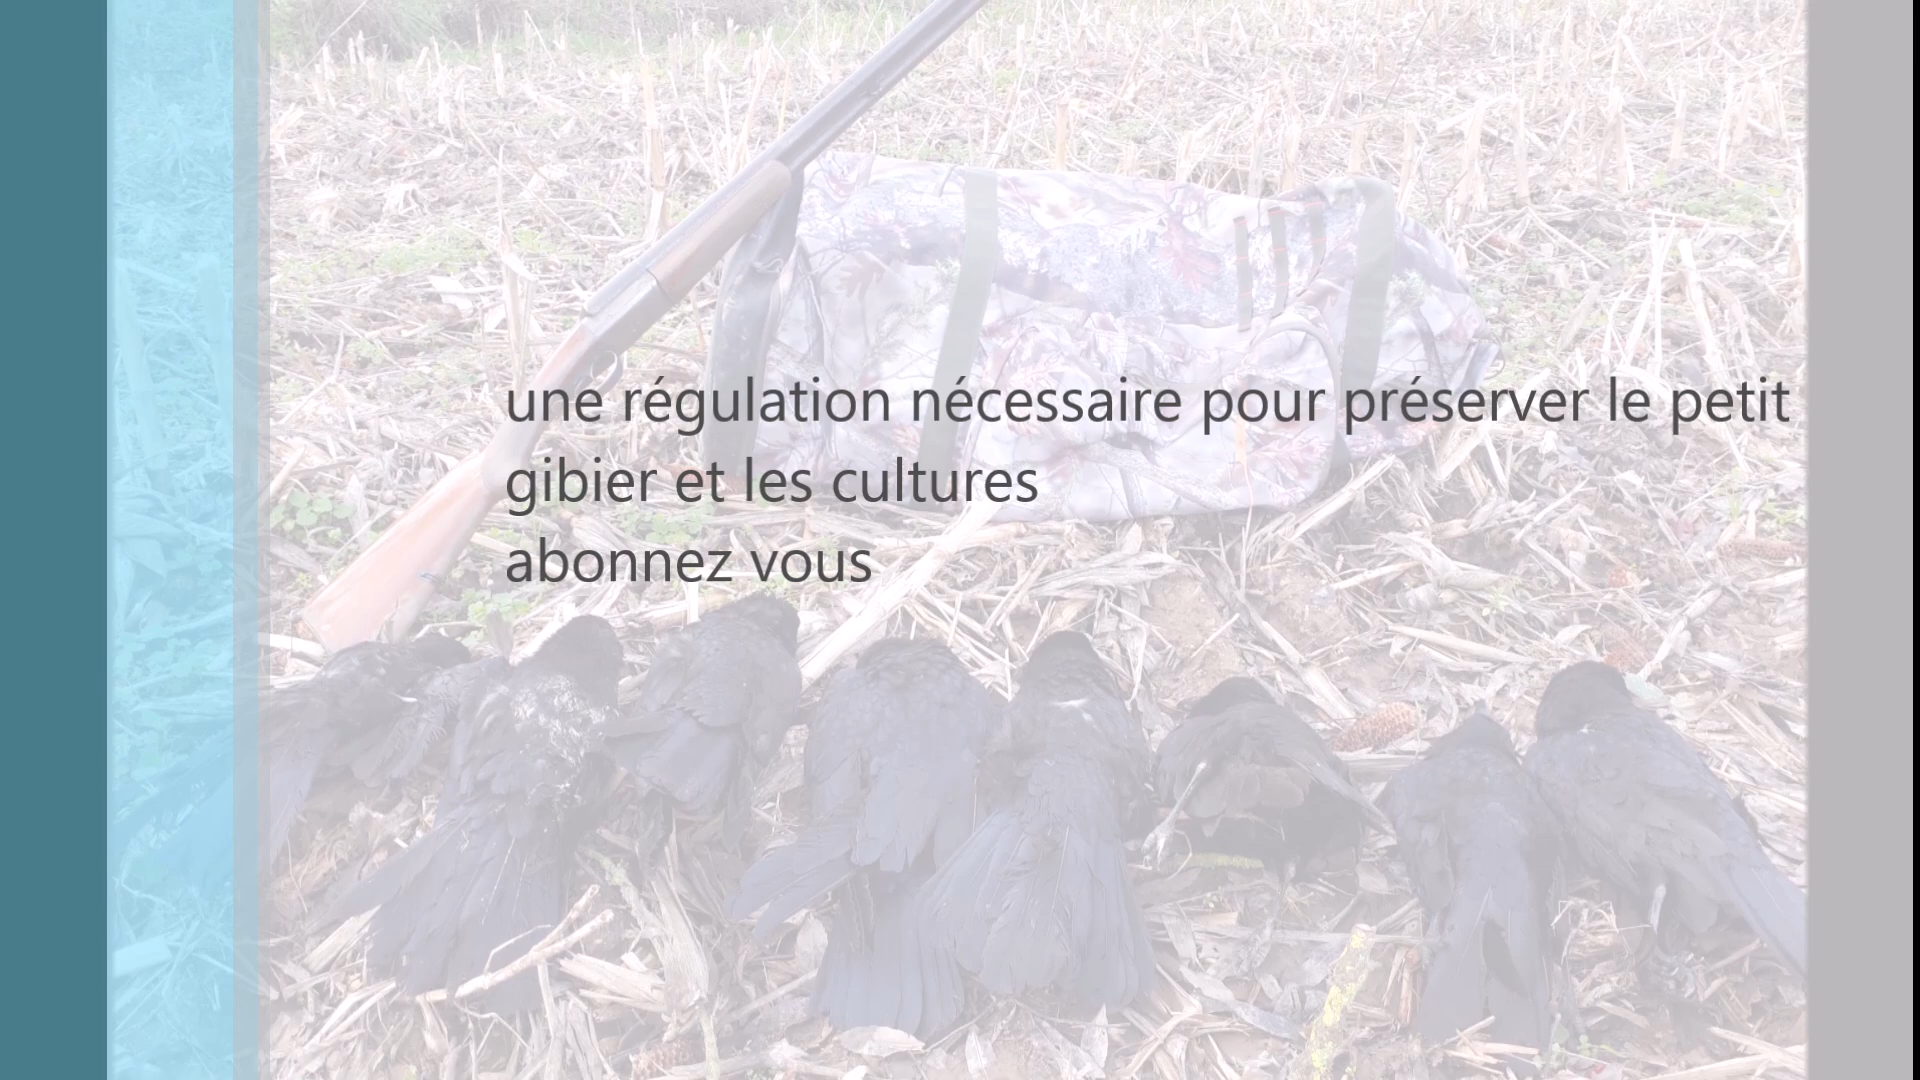 une régulation nécessaire pour préserver le petit
gibier et les cultures
abonnez vous